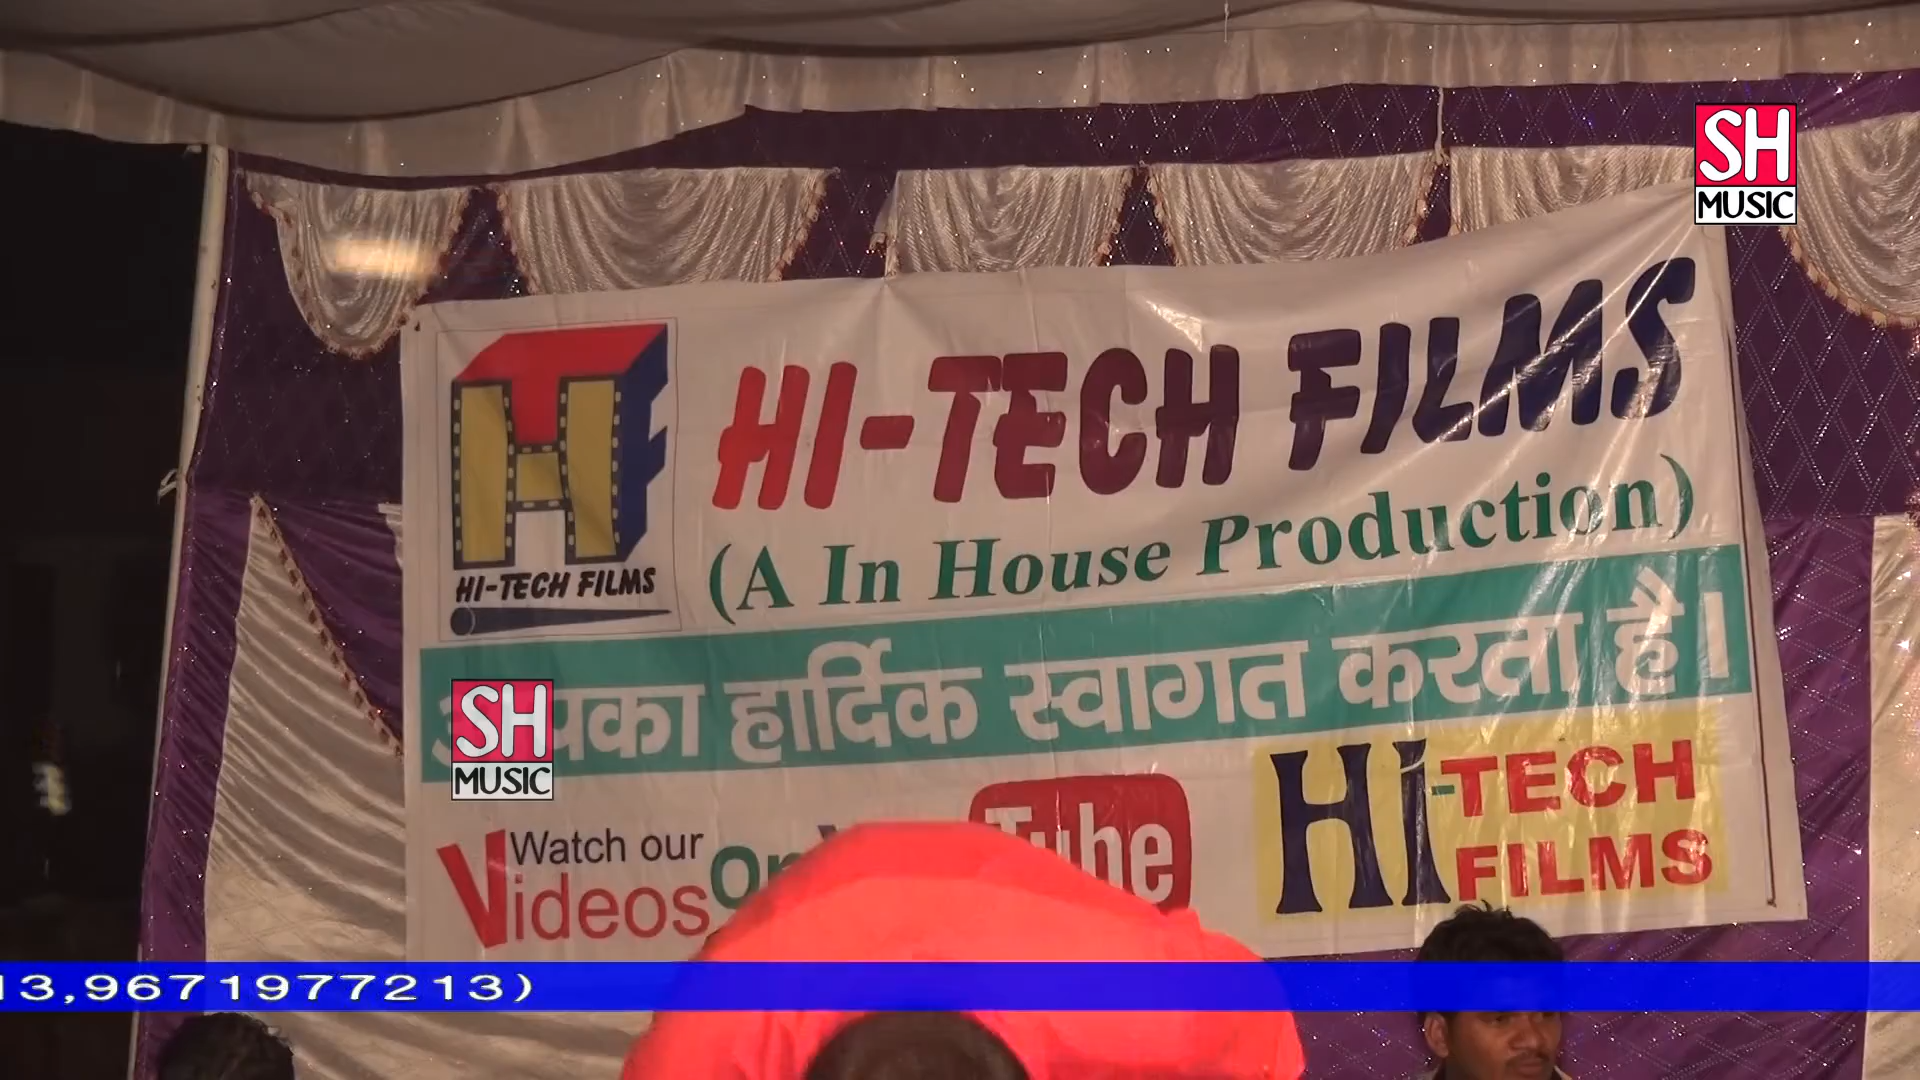 SH
MUSIC
HI-TECH FILMS
HI-TECH FILMS
(A In House Production)
हार्दिक स्वागत करता है।
SH
MUSIC
Watch our
Videos
Tube
Hi-TECH
FILMS
13,9671977213)